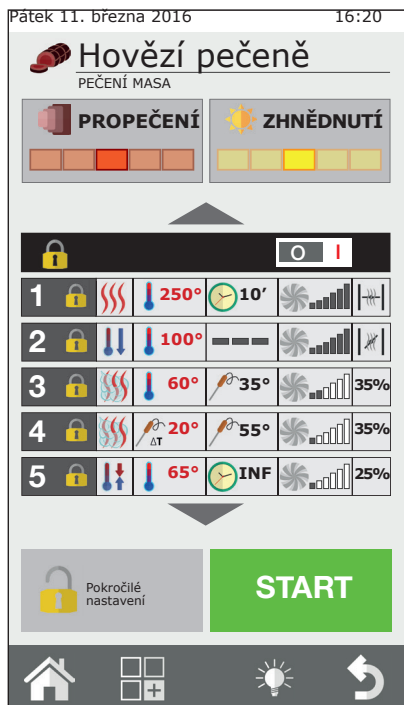 Pátek 11. března 2016 16:20
Hovězí pečeně
PEČENÍ MASA
PROPEČENÍ ZHNĚDNUTÍ
O I
1 250° 10′
2 100°
3 60° 35° 35%
4 ΔT 20° 55° 35%
5 65° INF 25%
Pokročilé
nastavení
START